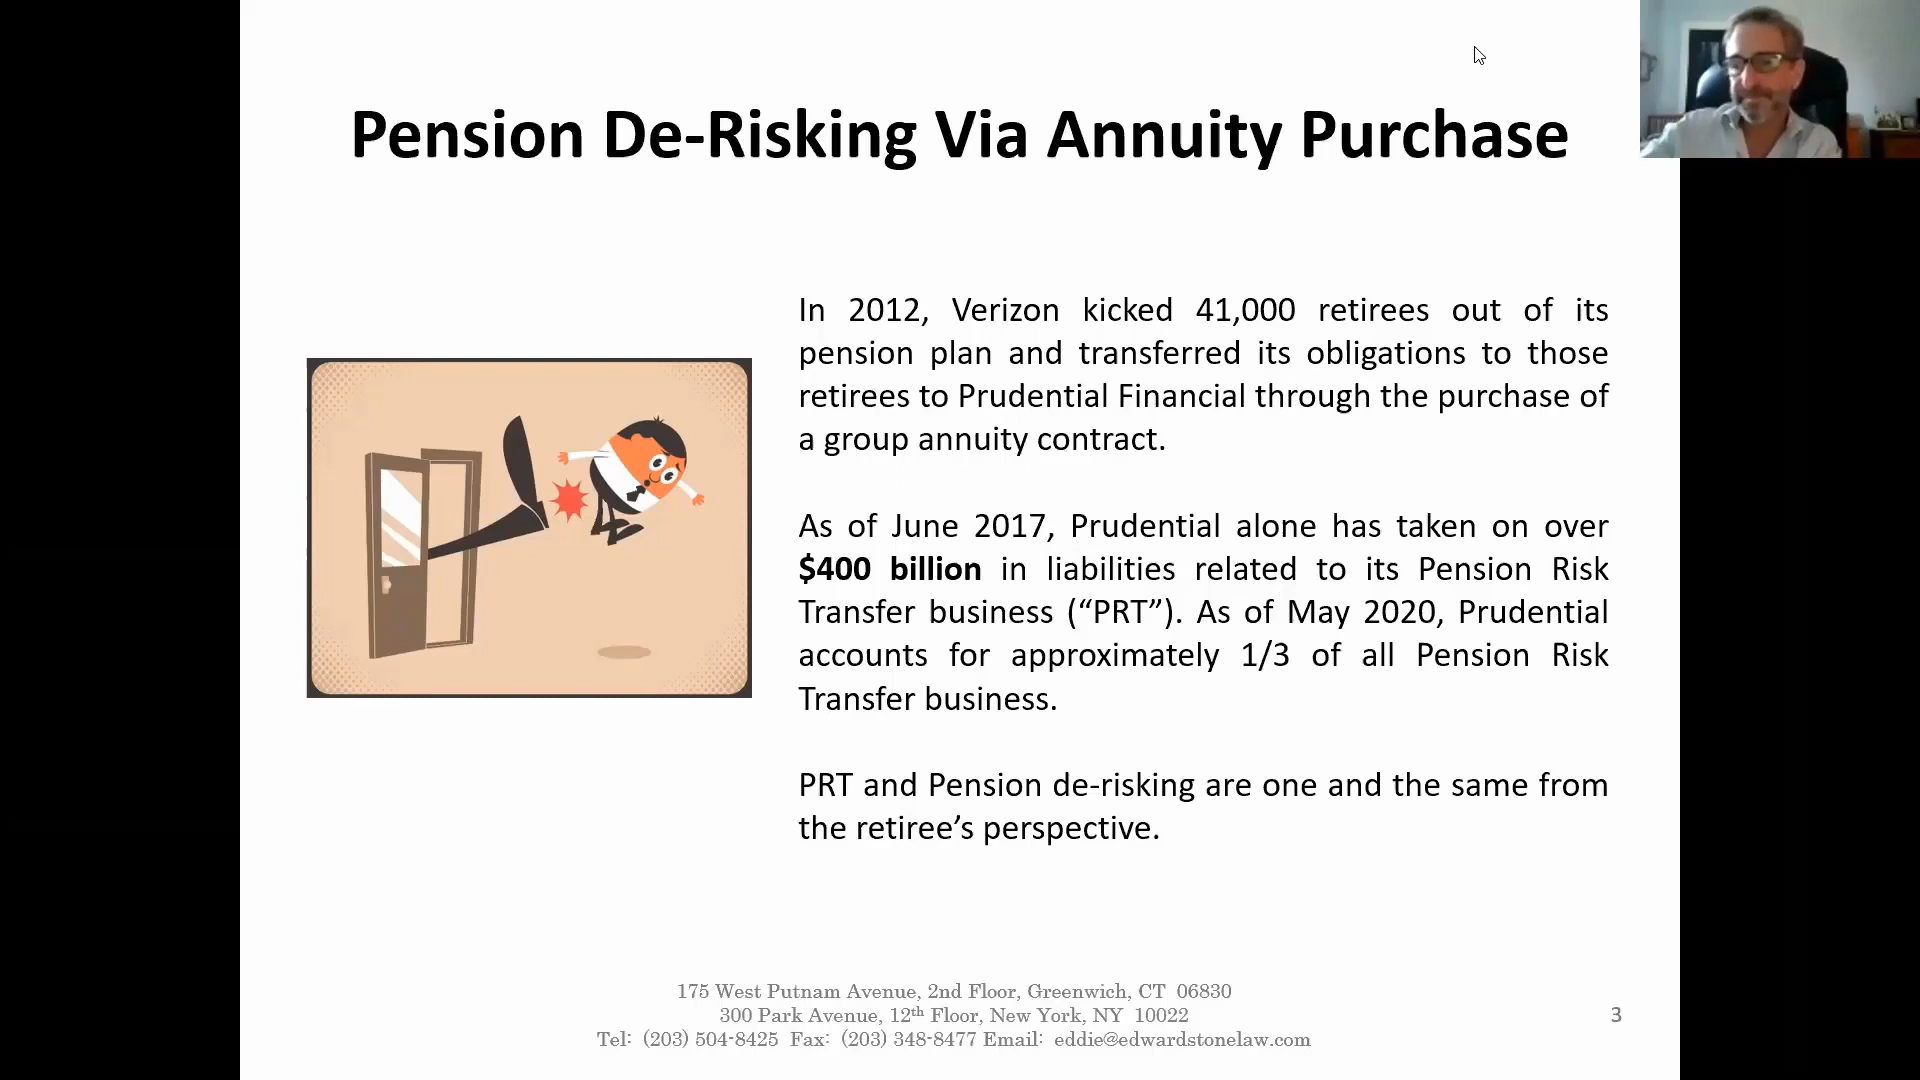 Pension De-Risking Via Annuity Purchase
In 2012, Verizon kicked 41,000 retirees out of its
pension plan and transferred its obligations to those
retirees to Prudential Financial through the purchase of
a group annuity contract.
As of June 2017, Prudential alone has taken on over
$400 billion in liabilities related to its Pension Risk
Transfer business (“PRT”). As of May 2020, Prudential
accounts for approximately 1/3 of all Pension Risk
Transfer business.
PRT and Pension de-risking are one and the same from
the retiree’s perspective.
175 West Putnam Avenue, 2nd Floor, Greenwich, CT 06830
300 Park Avenue, 12th Floor, New York, NY 10022
Tel: (203) 504-8425 Fax: (203) 348-8477 Email: eddie@edwardstonelaw.com
3